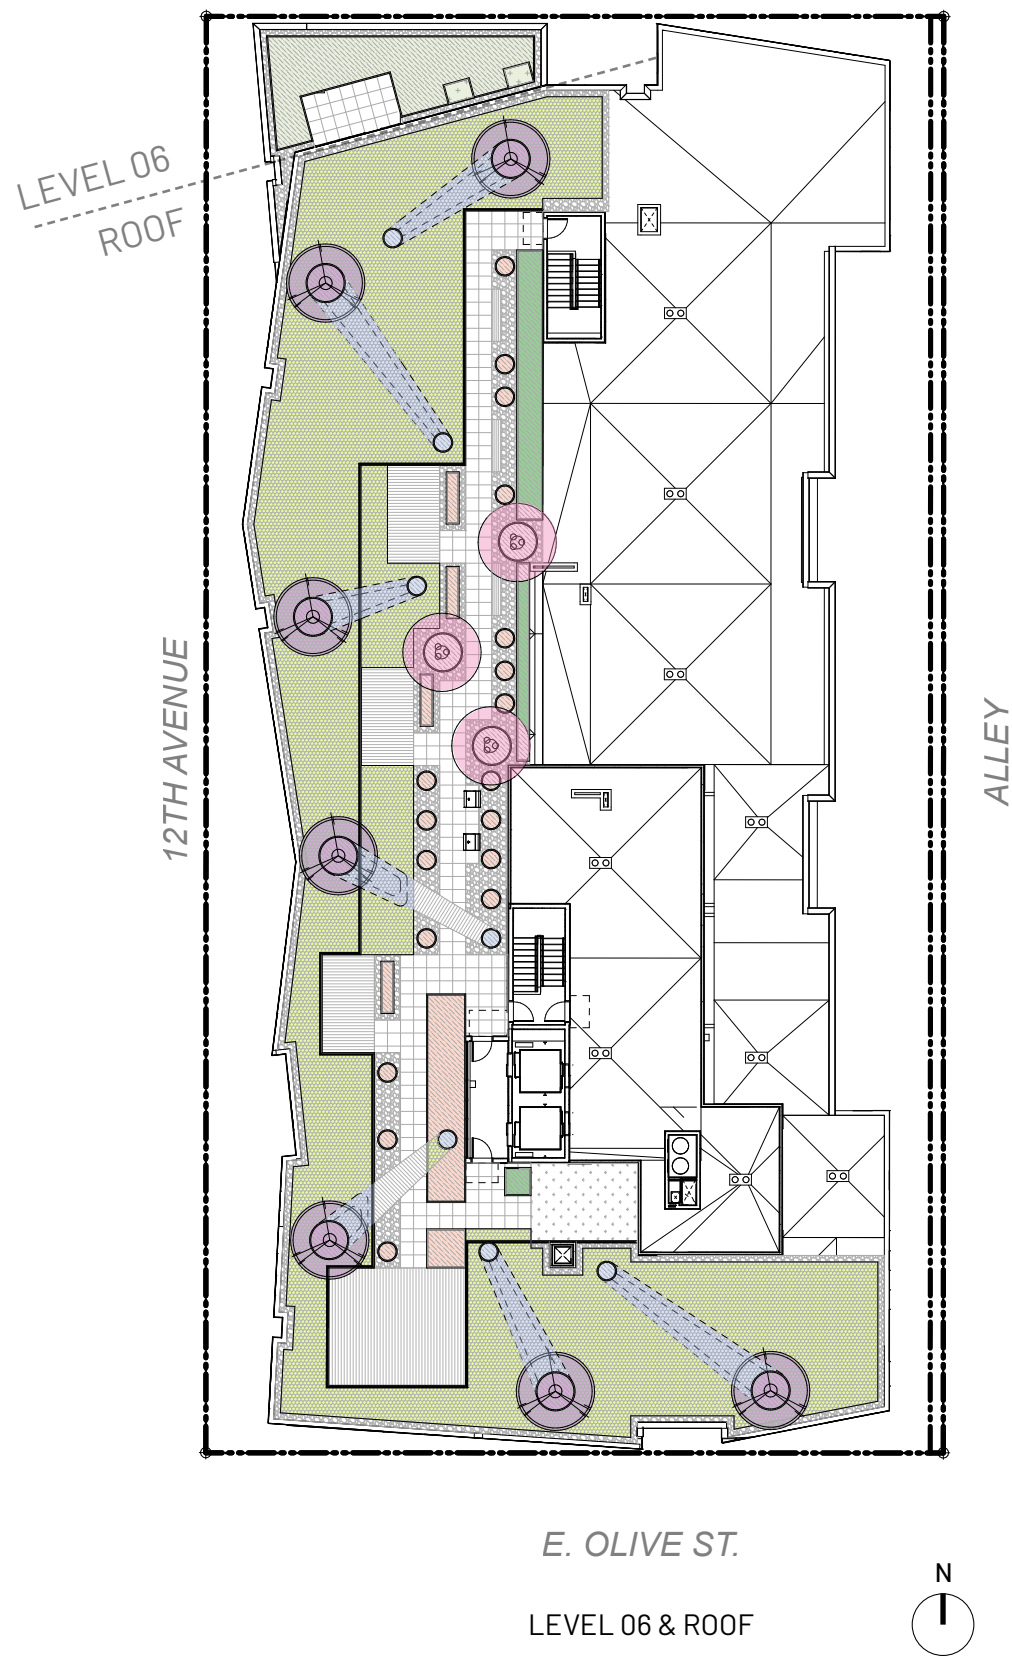 LEVEL 06
ROOF
12TH AVENUE
ALLEY
E. OLIVE ST.
N
LEVEL 06 & ROOF